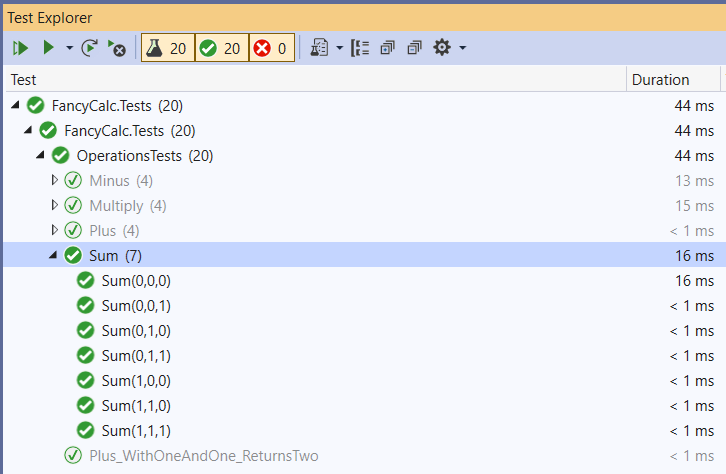 Test Explorer
20 20 0
Test Duration
FancyCalc.Tests (20) 44 ms
FancyCalc.Tests (20) 44 ms
OperationsTests (20) 44 ms
Minus (4) 13 ms
Multiply (4) 15 ms
Plus (4) < 1 ms
Sum (7) 16 ms
Sum(0,0,0) 16 ms
Sum(0,0,1) < 1 ms
Sum(0,1,0) < 1 ms
Sum(0,1,1) < 1 ms
Sum(1,0,0) < 1 ms
Sum(1,1,0) < 1 ms
Sum(1,1,1) < 1 ms
Plus_WithOneAndOne_ReturnsTwo < 1 ms